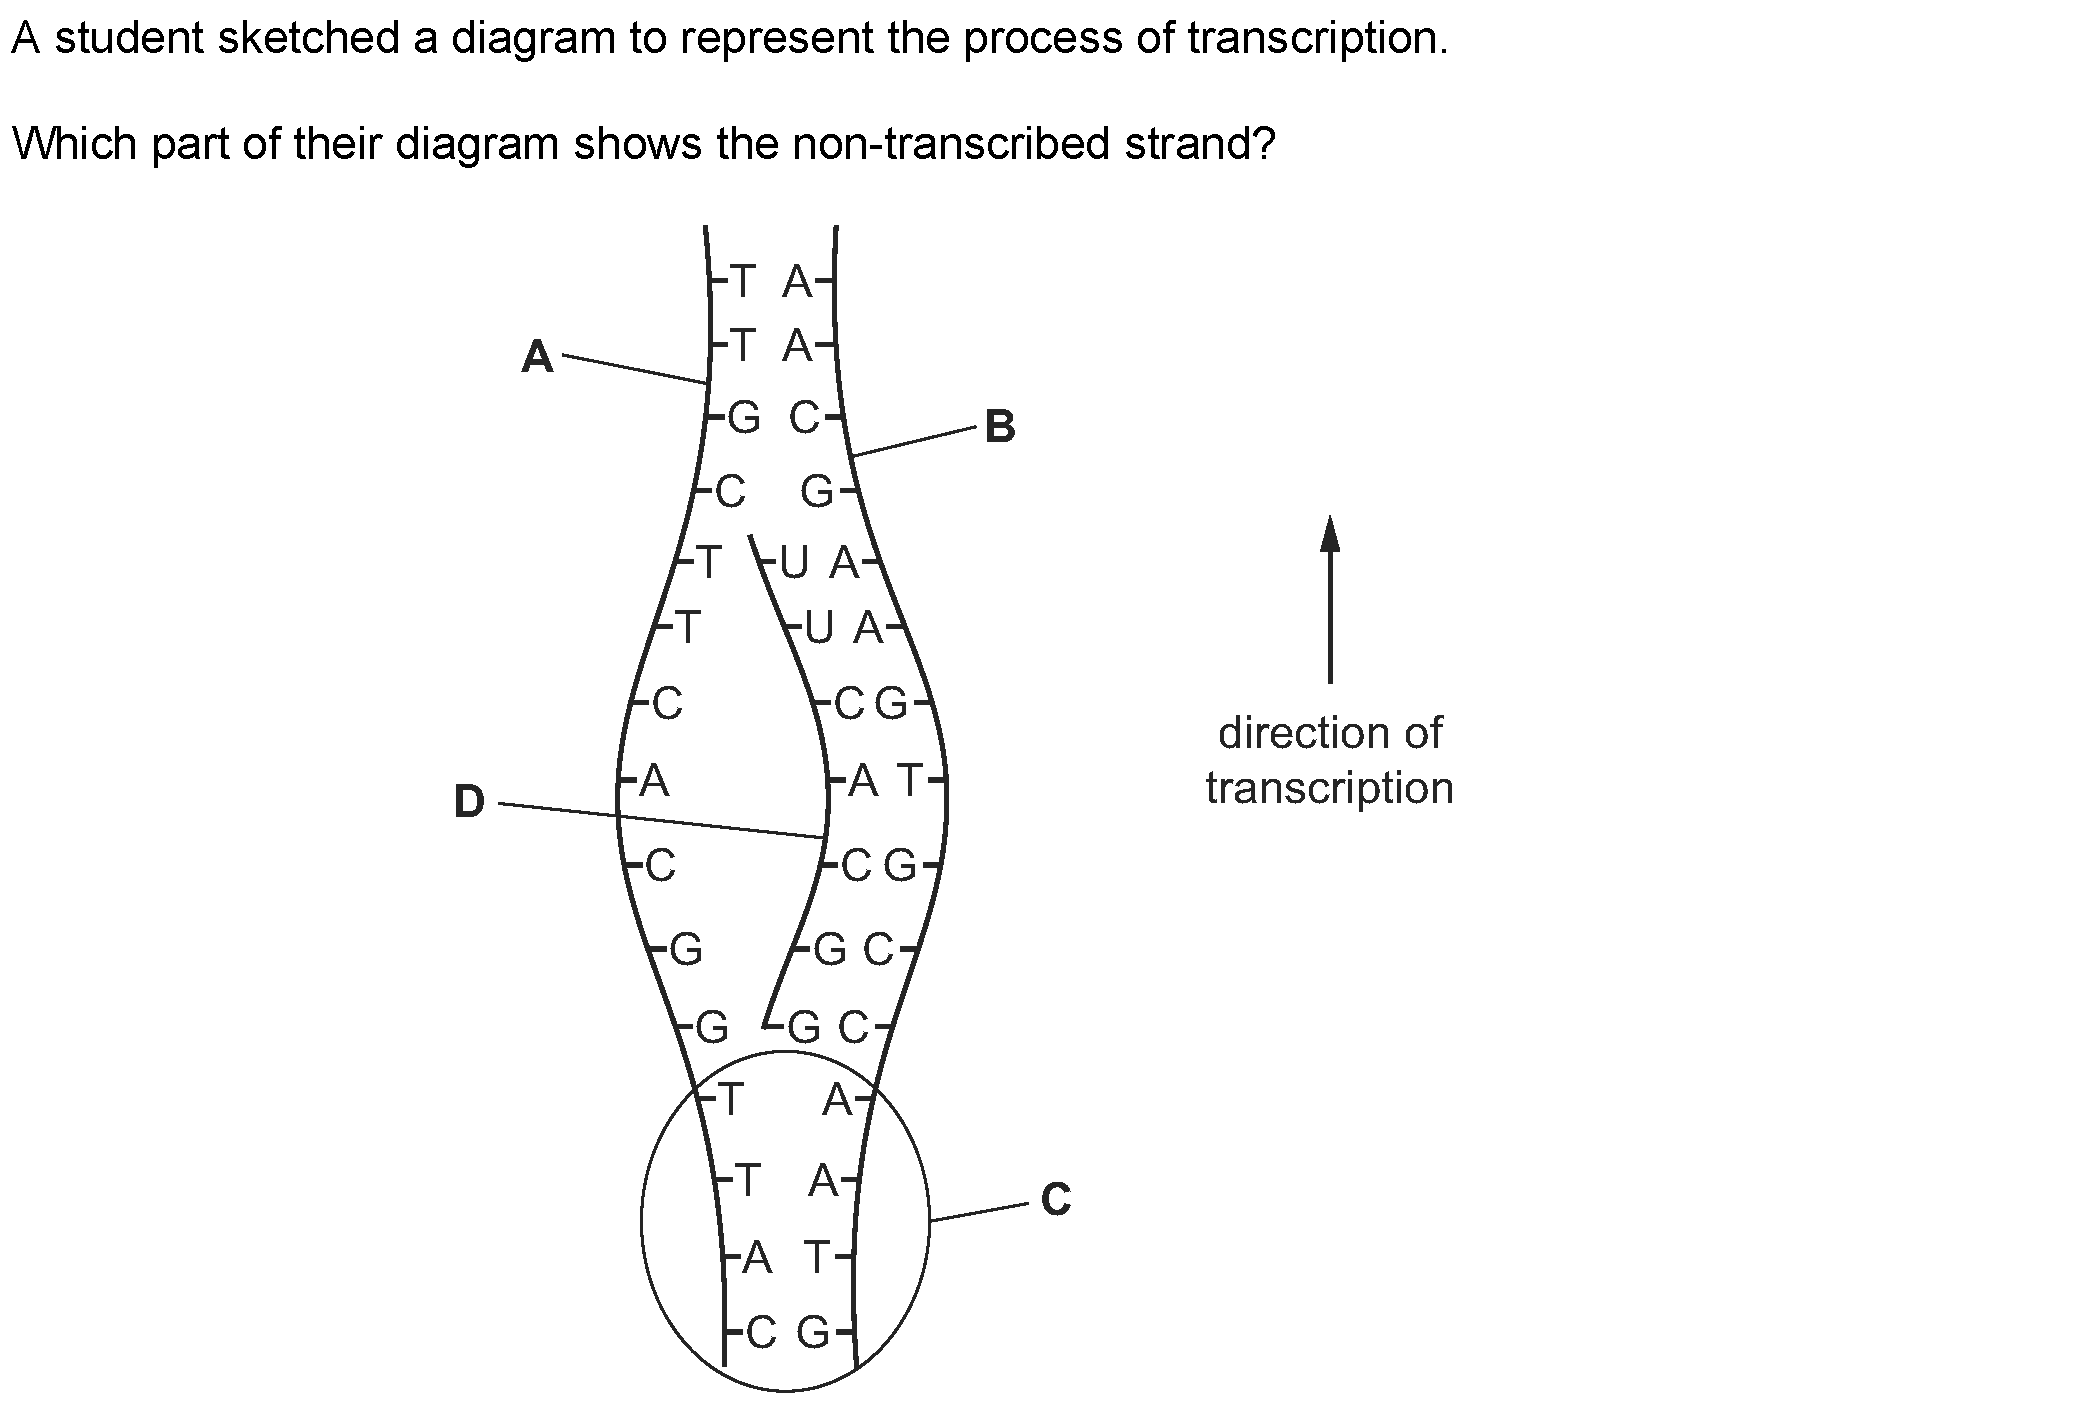 A student sketched a diagram to represent the process of transcription.
Which part of their diagram shows the non-transcribed strand?
T A
A
T A
G C
B
C G
T U A
T U A
C C G
direction of
transcription
A A T
D
C C G
G G C
G G C
T A
T A
C
A T
C G